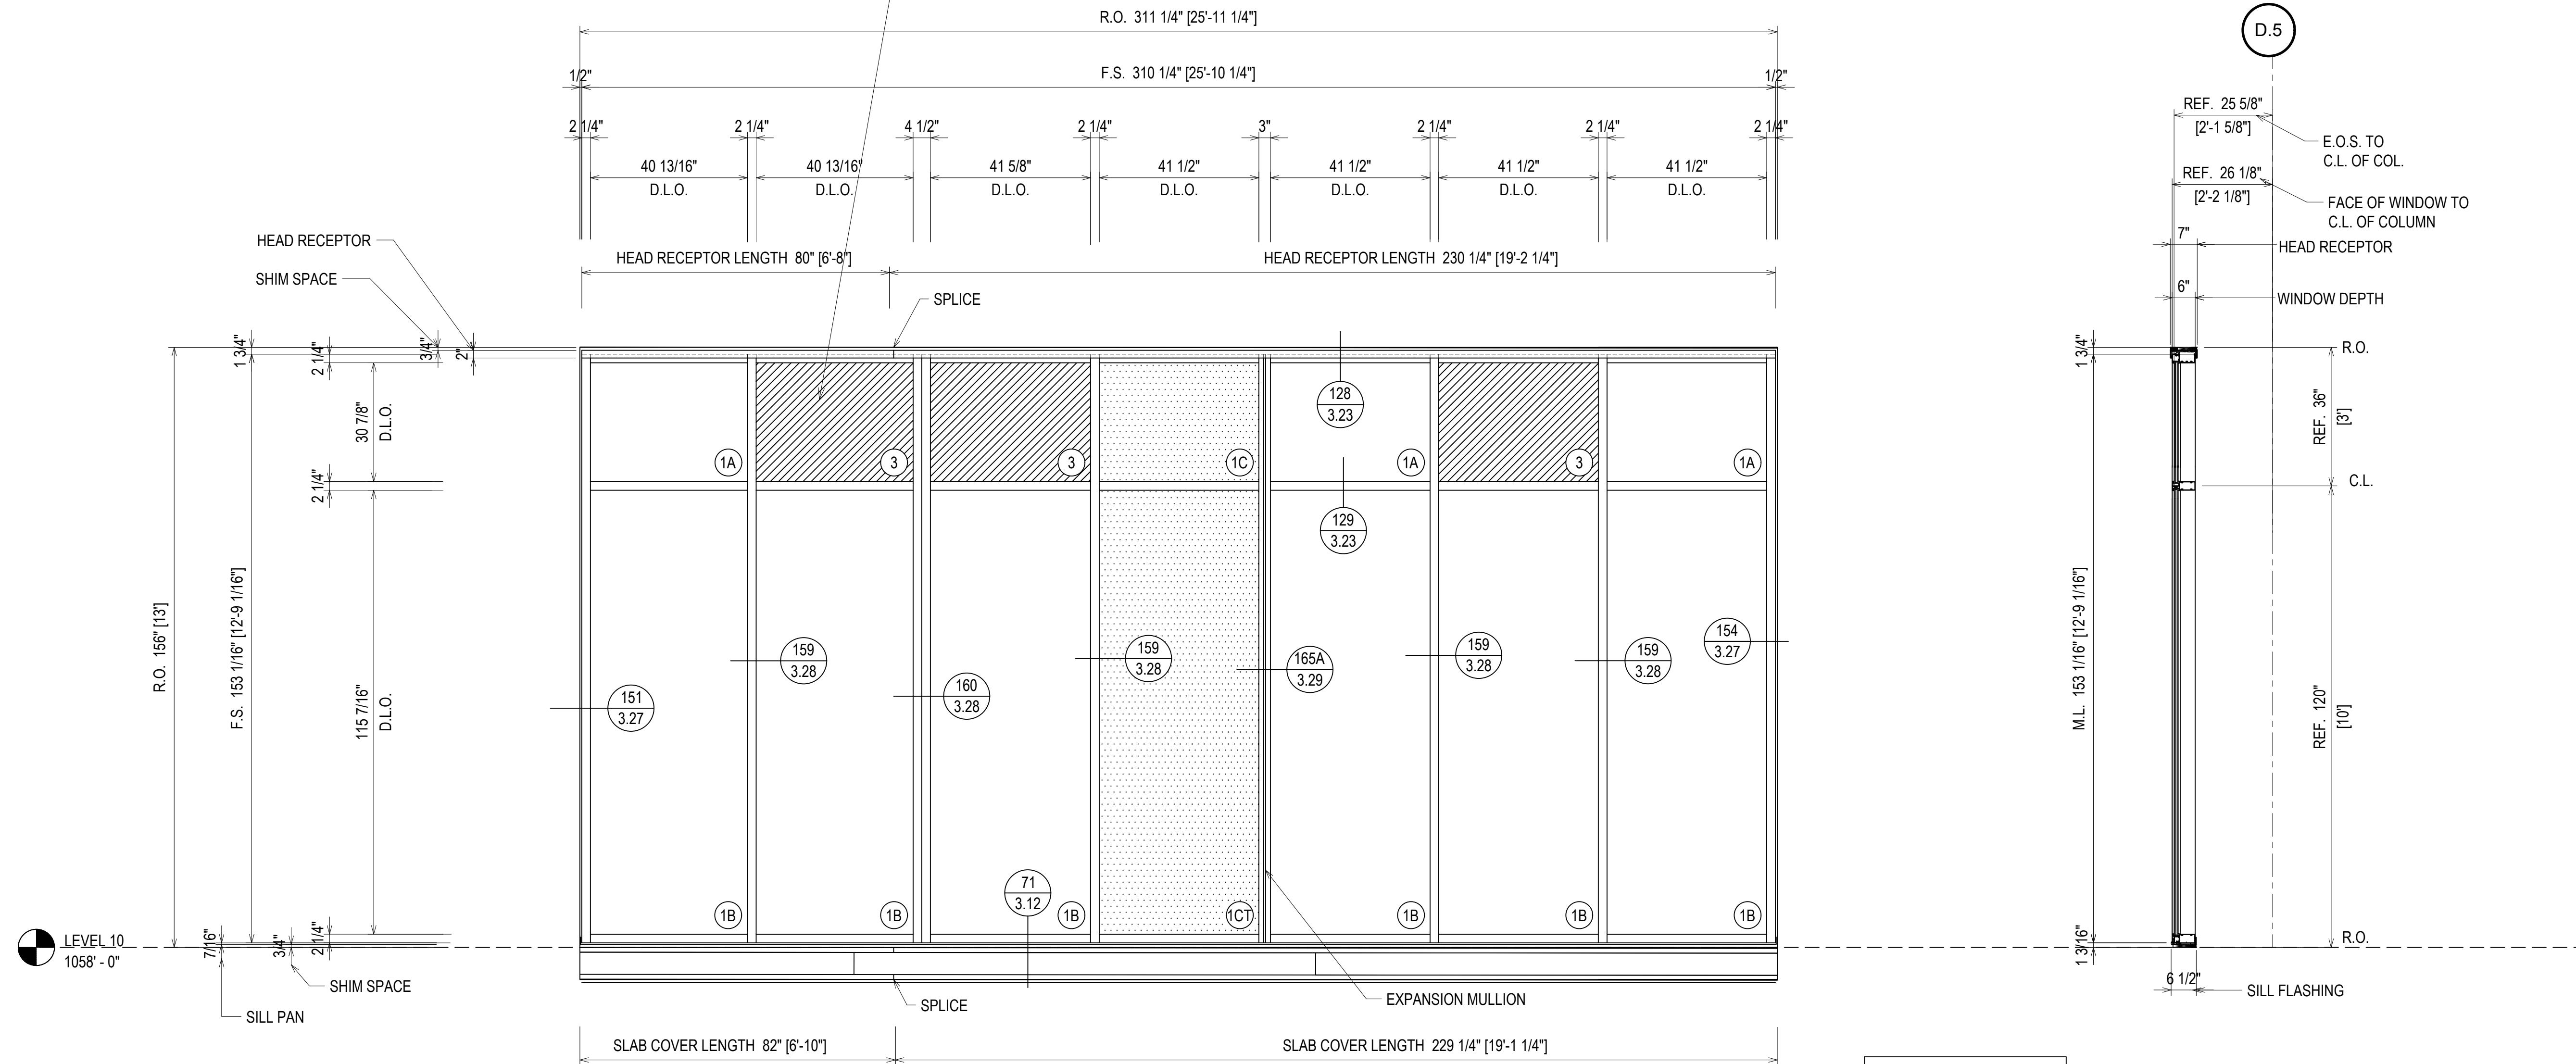 R.O. 311 1/4" [25'-11 1/4"]
D.5
1/2"
F.S. 310 1/4" [25'-10 1/4"]
1/2"
2 1/4"
2 1/4"
4 1/2"
2 1/4"
3"
2 1/4"
2 1/4"
2 1/4"
40 13/16"
D.L.O.
40 13/16"
D.L.O.
41 5/8"
D.L.O.
41 1/2"
D.L.O.
41 1/2"
D.L.O.
41 1/2"
D.L.O.
41 1/2"
D.L.O.
REF. 25 5/8"
[2'-1 5/8"]
E.O.S. TO
C.L. OF COL.
REF. 26 1/8"
[2'-2 1/8"]
FACE OF WINDOW TO
C.L. OF COLUMN
7"
HEAD RECEPTOR
6"
WINDOW DEPTH
HEAD RECEPTOR
SHIM SPACE
HEAD RECEPTOR LENGTH 80" [6'-8"]
HEAD RECEPTOR LENGTH 230 1/4" [19'-2 1/4"]
SPLICE
1 3/4"
2 1/4"
3/4"
2"
30 7/8"
D.L.O.
2 1/4"
R.O. 156" [13']
F.S. 153 1/16" [12'-9 1/16"]
115 7/16"
D.L.O.
128
3.23
1A
3
3
1C
1A
3
1A
129
3.23
151
3.27
159
3.28
160
3.28
159
3.28
165A
3.29
159
3.28
159
3.28
154
3.27
71
3.12
1B
1B
1B
1CT
1B
1B
1B
1 3/4"
R.O.
REF. 36"
[3']
C.L.
M.L. 153 1/16" [12'-9 1/16"]
REF. 120"
[10']
R.O.
1 3/16"
6 1/2"
SILL FLASHING
LEVEL 10
1058' - 0"
7/16"
3/4"
2 1/4"
SHIM SPACE
SILL PAN
SPLICE
EXPANSION MULLION
SLAB COVER LENGTH 82" [6'-10"]
SLAB COVER LENGTH 229 1/4" [19'-1 1/4"]